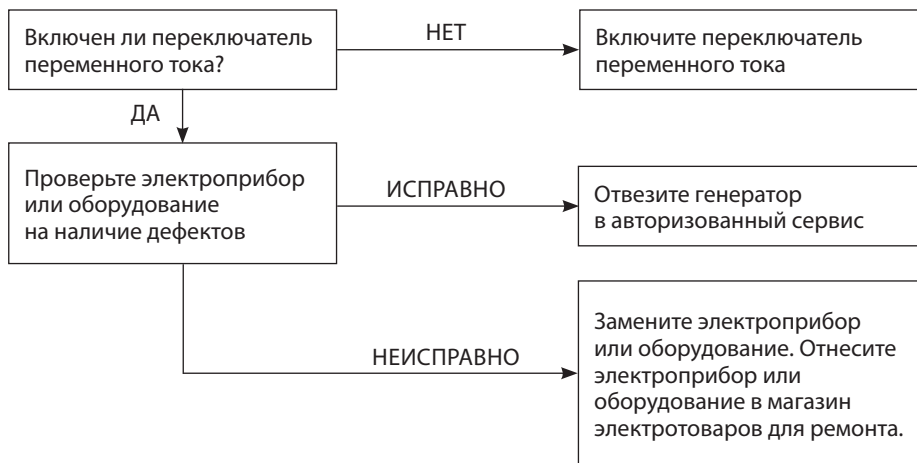 Включен ли переключатель
переменного тока?
НЕТ
Включите переключатель
переменного тока
ДА
Проверьте электроприбор
или оборудование
на наличие дефектов
ИСПРАВНО
Отвезите генератор
в авторизованный сервис
НЕИСПРАВНО
Замените электроприбор
или оборудование. Отнесите
электроприбор или
оборудование в магазин
электротоваров для ремонта.